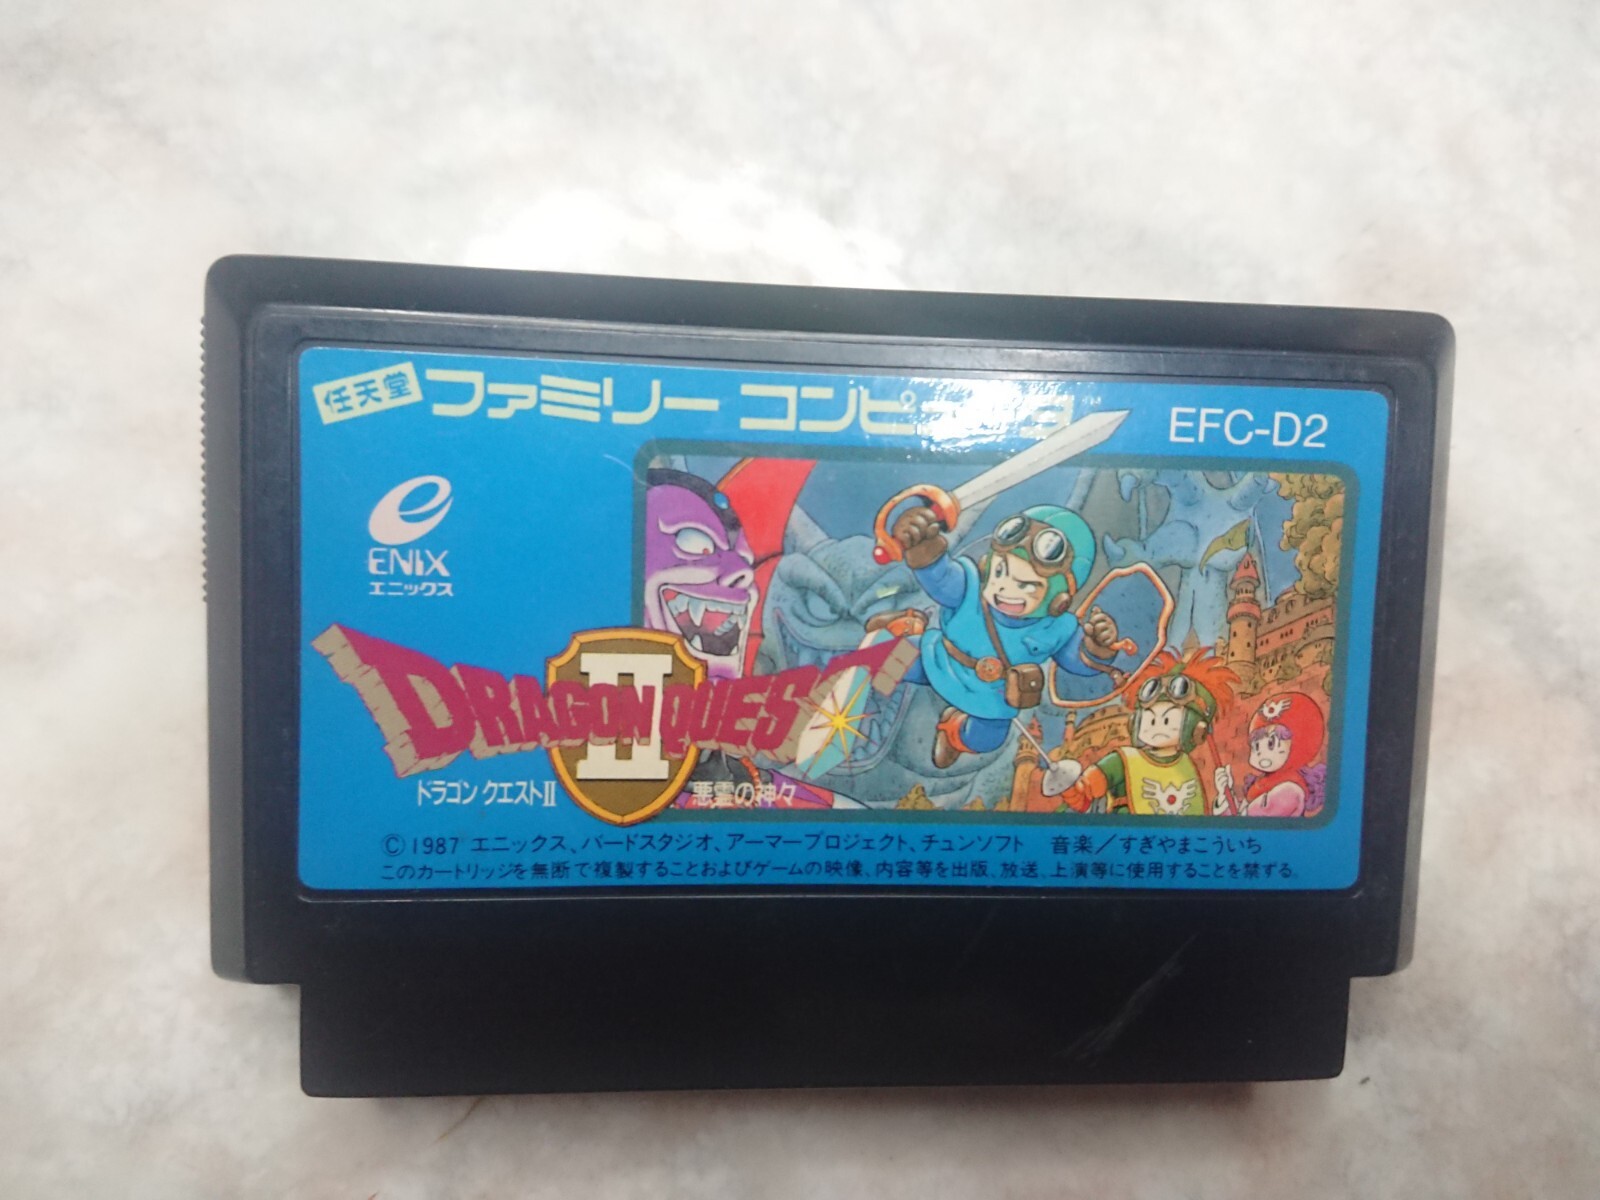 任天堂 ファミリー コンピュータ
EFC-D2
ENIX
エニックス
DRAGON QUEST
II
ドラゴン クエストII 悪霊の神々
© 1987 エニックス、バードスタジオ、アーマープロジェクト、チュンソフト 音楽/すぎやまこういち
このカートリッジを無断で複製することおよびゲームの映像、内容等を出版、放送、上演等に使用することを禁ずる。